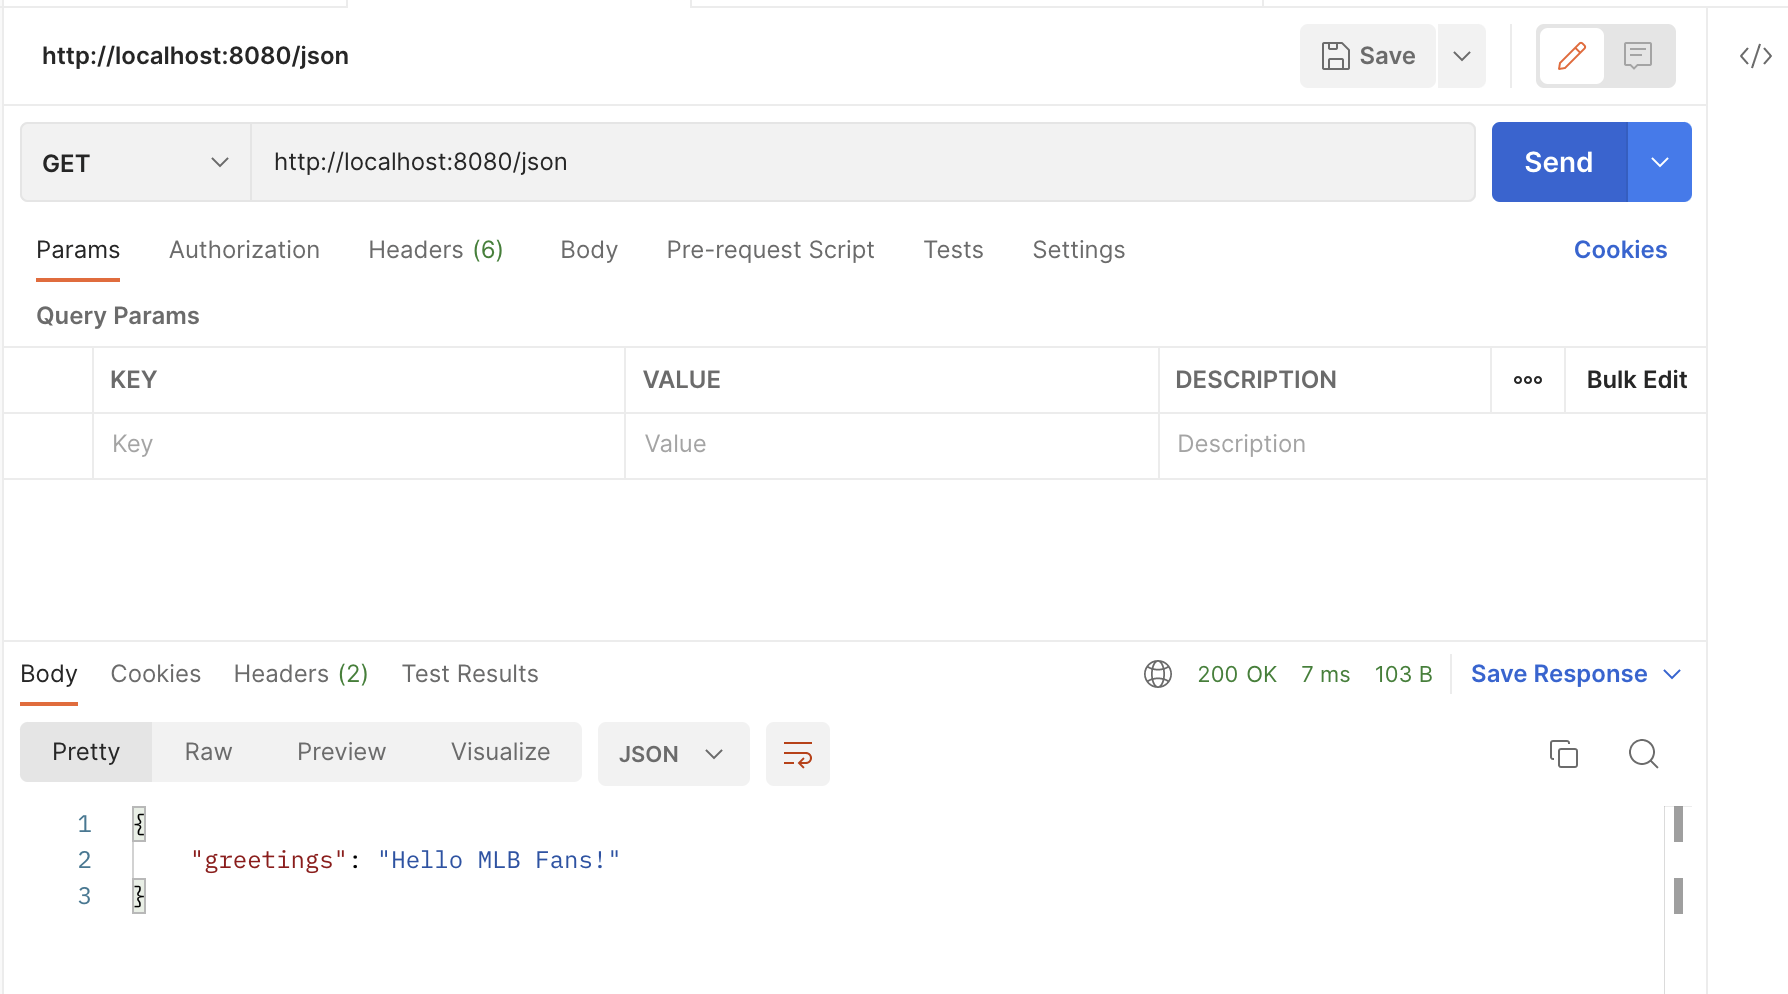 http://localhost:8080/json Save
GET http://localhost:8080/json Send
Params Authorization Headers (6) Body Pre-request Script Tests Settings Cookies
Query Params
KEY VALUE DESCRIPTION Bulk Edit
Key Value Description
Body Cookies Headers (2) Test Results 200 OK 7 ms 103 B Save Response
Pretty Raw Preview Visualize JSON
1 {
2 "greetings": "Hello MLB Fans!"
3 }